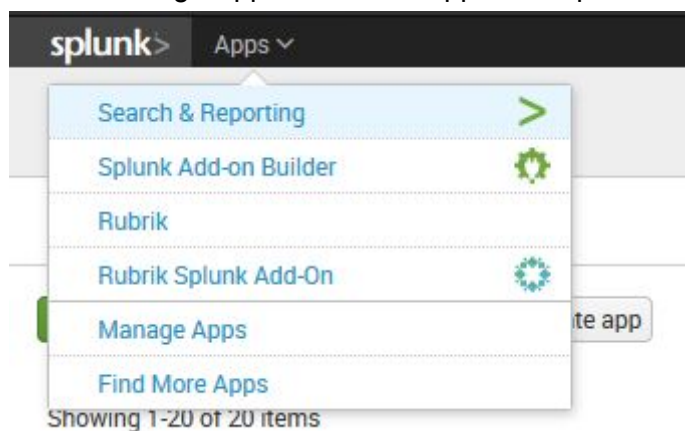 splunk> Apps
Search & Reporting
Splunk Add-on Builder
Rubrik
Rubrik Splunk Add-On
Manage Apps
te app
Find More Apps
Showing 1-20 of 20 items